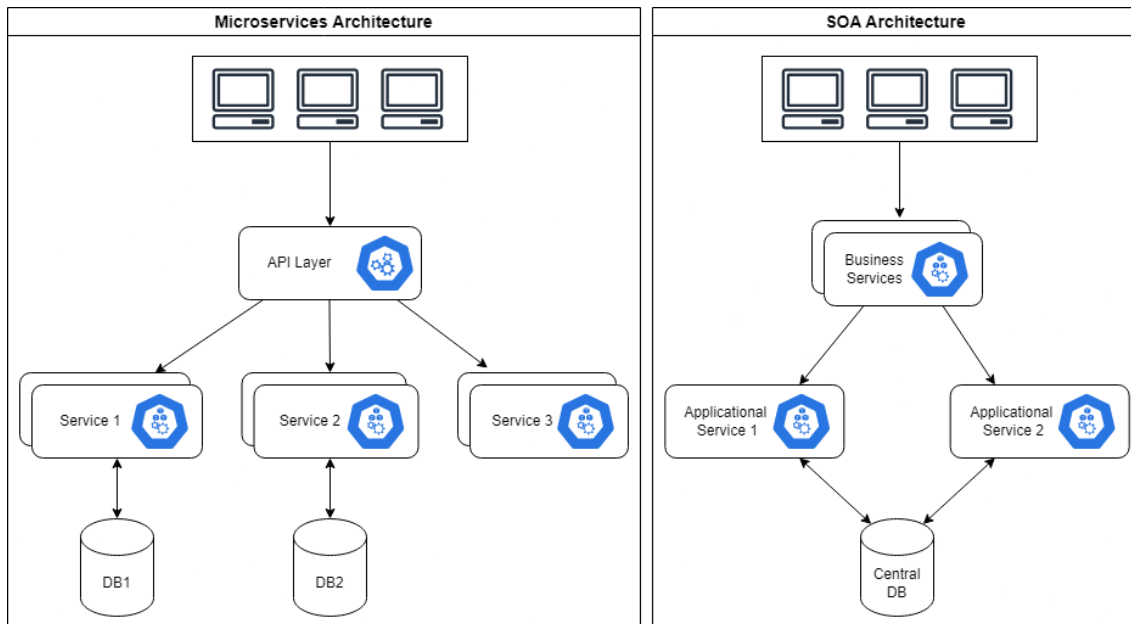 Microservices Architecture
API Layer
Service 1
Service 2
Service 3
DB1
DB2
SOA Architecture
Business
Services
Applicational
Service 1
Applicational
Service 2
Central
DB